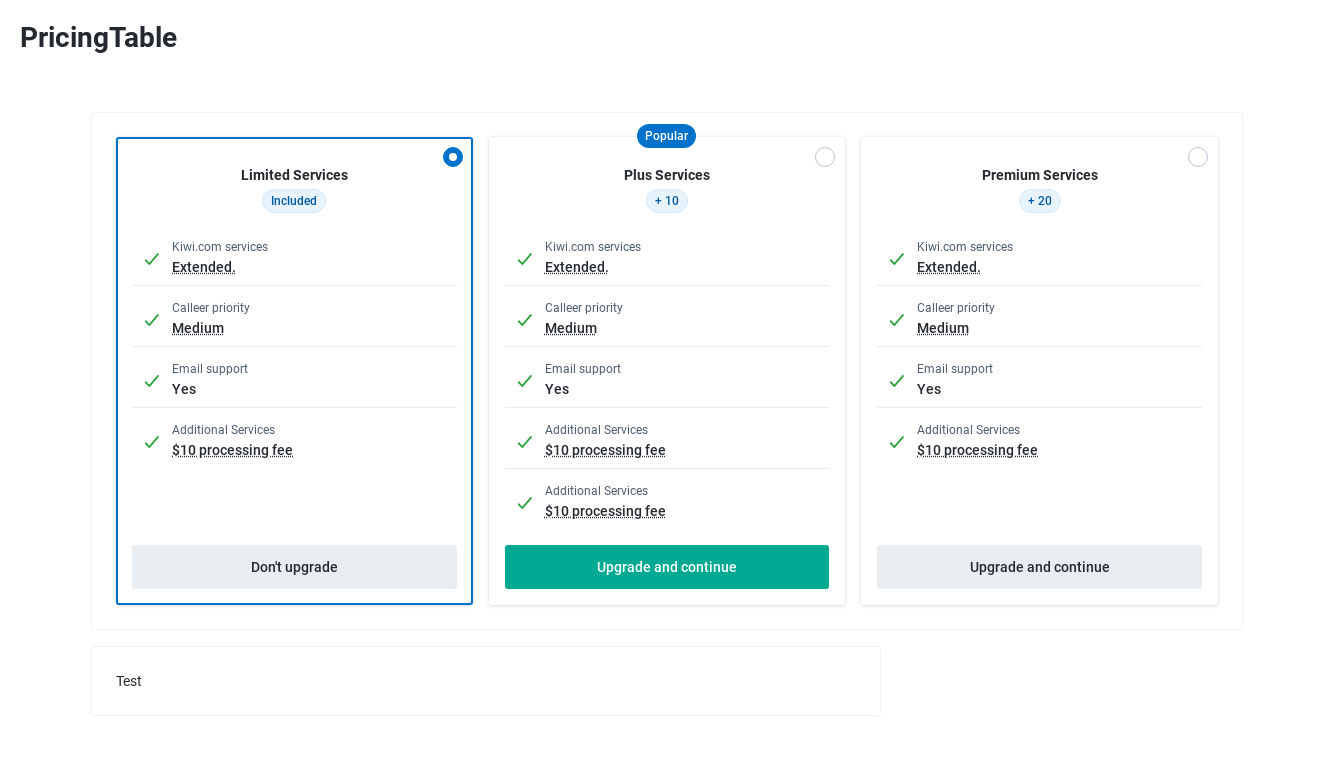 PricingTable
Limited Services
Included
Kiwi.com services
Extended.
Calleer priority
Medium
Email support
Yes
Additional Services
$10 processing fee
Don't upgrade
Popular
Plus Services
+ 10
Kiwi.com services
Extended.
Calleer priority
Medium
Email support
Yes
Additional Services
$10 processing fee
Additional Services
$10 processing fee
Upgrade and continue
Premium Services
+ 20
Kiwi.com services
Extended.
Calleer priority
Medium
Email support
Yes
Additional Services
$10 processing fee
Upgrade and continue
Test